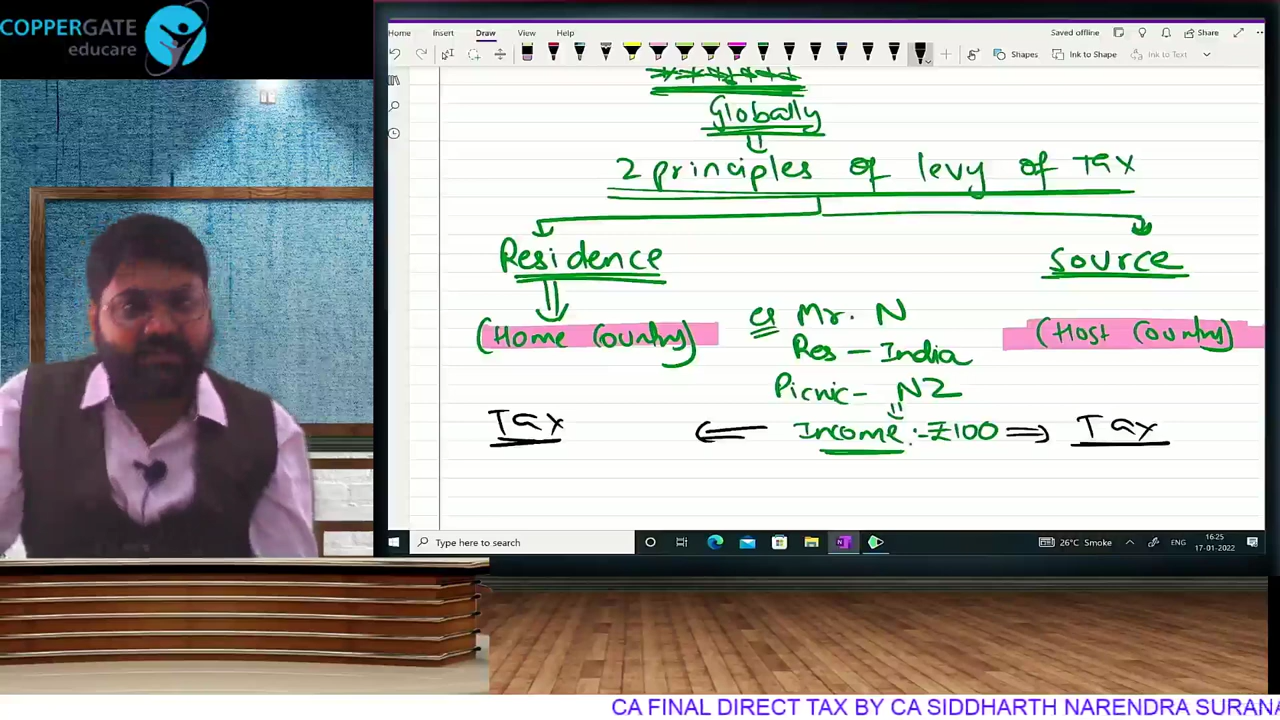 COPPERGATE
educare
Home Insert Draw View Help
Saved offline
Share
Shapes
Ink to Shape
Ink to Text
Globally
2 principles of levy of Tax
Residence
Source
(Home Country)
eg Mr. N
(Host Country)
Res - India
Picnic - NZ
Tax
Income :- ₹100
Tax
Type here to search
26°C Smoke
ENG
16:25
17-01-2022
CA FINAL DIRECT TAX BY CA SIDDHARTH NARENDRA SURANA